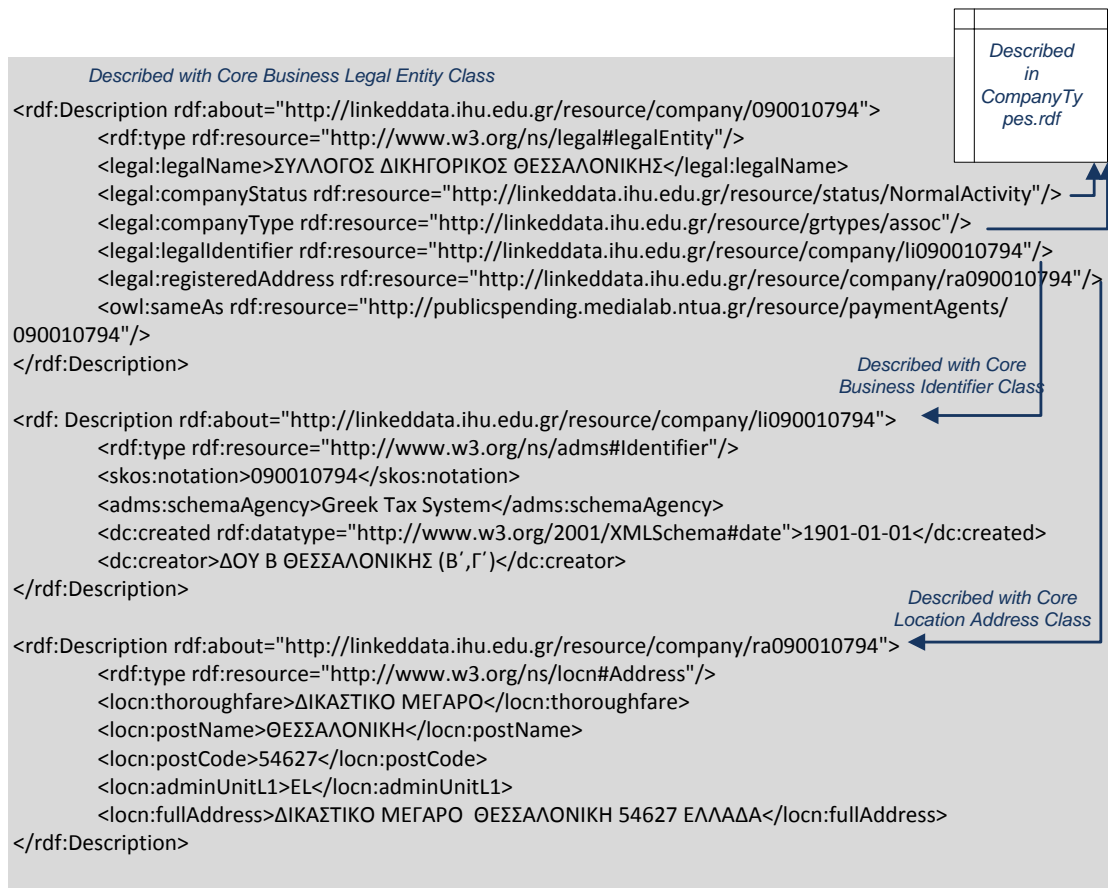 Described
in
CompanyTy
pes.rdf
Described with Core Business Legal Entity Class
<rdf:Description rdf:about="http://linkeddata.ihu.edu.gr/resource/company/090010794">
<rdf:type rdf:resource="http://www.w3.org/ns/legal#legalEntity"/>
<legal:legalName>ΣΥΛΛΟΓΟΣ ΔΙΚΗΓΟΡΙΚΟΣ ΘΕΣΣΑΛΟΝΙΚΗΣ</legal:legalName>
<legal:companyStatus rdf:resource="http://linkeddata.ihu.edu.gr/resource/status/NormalActivity"/>
<legal:companyType rdf:resource="http://linkeddata.ihu.edu.gr/resource/grtypes/assoc"/>
<legal:legalIdentifier rdf:resource="http://linkeddata.ihu.edu.gr/resource/company/li090010794"/>
<legal:registeredAddress rdf:resource="http://linkeddata.ihu.edu.gr/resource/company/ra090010794"/>
<owl:sameAs rdf:resource="http://publicspending.medialab.ntua.gr/resource/paymentAgents/
090010794"/>
</rdf:Description>
Described with Core
Business Identifier Class
<rdf: Description rdf:about="http://linkeddata.ihu.edu.gr/resource/company/li090010794">
<rdf:type rdf:resource="http://www.w3.org/ns/adms#Identifier"/>
<skos:notation>090010794</skos:notation>
<adms:schemaAgency>Greek Tax System</adms:schemaAgency>
<dc:created rdf:datatype="http://www.w3.org/2001/XMLSchema#date">1901-01-01</dc:created>
<dc:creator>ΔΟΥ Β ΘΕΣΣΑΛΟΝΙΚΗΣ (Β΄,Γ΄)</dc:creator>
</rdf:Description>
Described with Core
Location Address Class
<rdf:Description rdf:about="http://linkeddata.ihu.edu.gr/resource/company/ra090010794">
<rdf:type rdf:resource="http://www.w3.org/ns/locn#Address"/>
<locn:thoroughfare>ΔΙΚΑΣΤΙΚΟ ΜΕΓΑΡΟ</locn:thoroughfare>
<locn:postName>ΘΕΣΣΑΛΟΝΙΚΗ</locn:postName>
<locn:postCode>54627</locn:postCode>
<locn:adminUnitL1>EL</locn:adminUnitL1>
<locn:fullAddress>ΔΙΚΑΣΤΙΚΟ ΜΕΓΑΡΟ  ΘΕΣΣΑΛΟΝΙΚΗ 54627 ΕΛΛΑΔΑ</locn:fullAddress>
</rdf:Description>